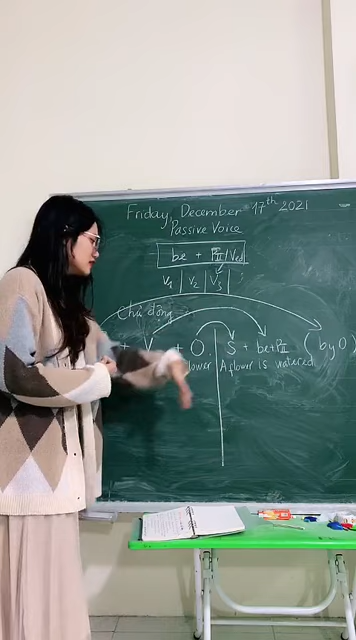 Friday, December 17th 2021
Passive Voice
be + PII/Ved
V1 | V2 | V3
Chủ động
+ V + O | S + be + PII (by O)
flower | A flower is watered